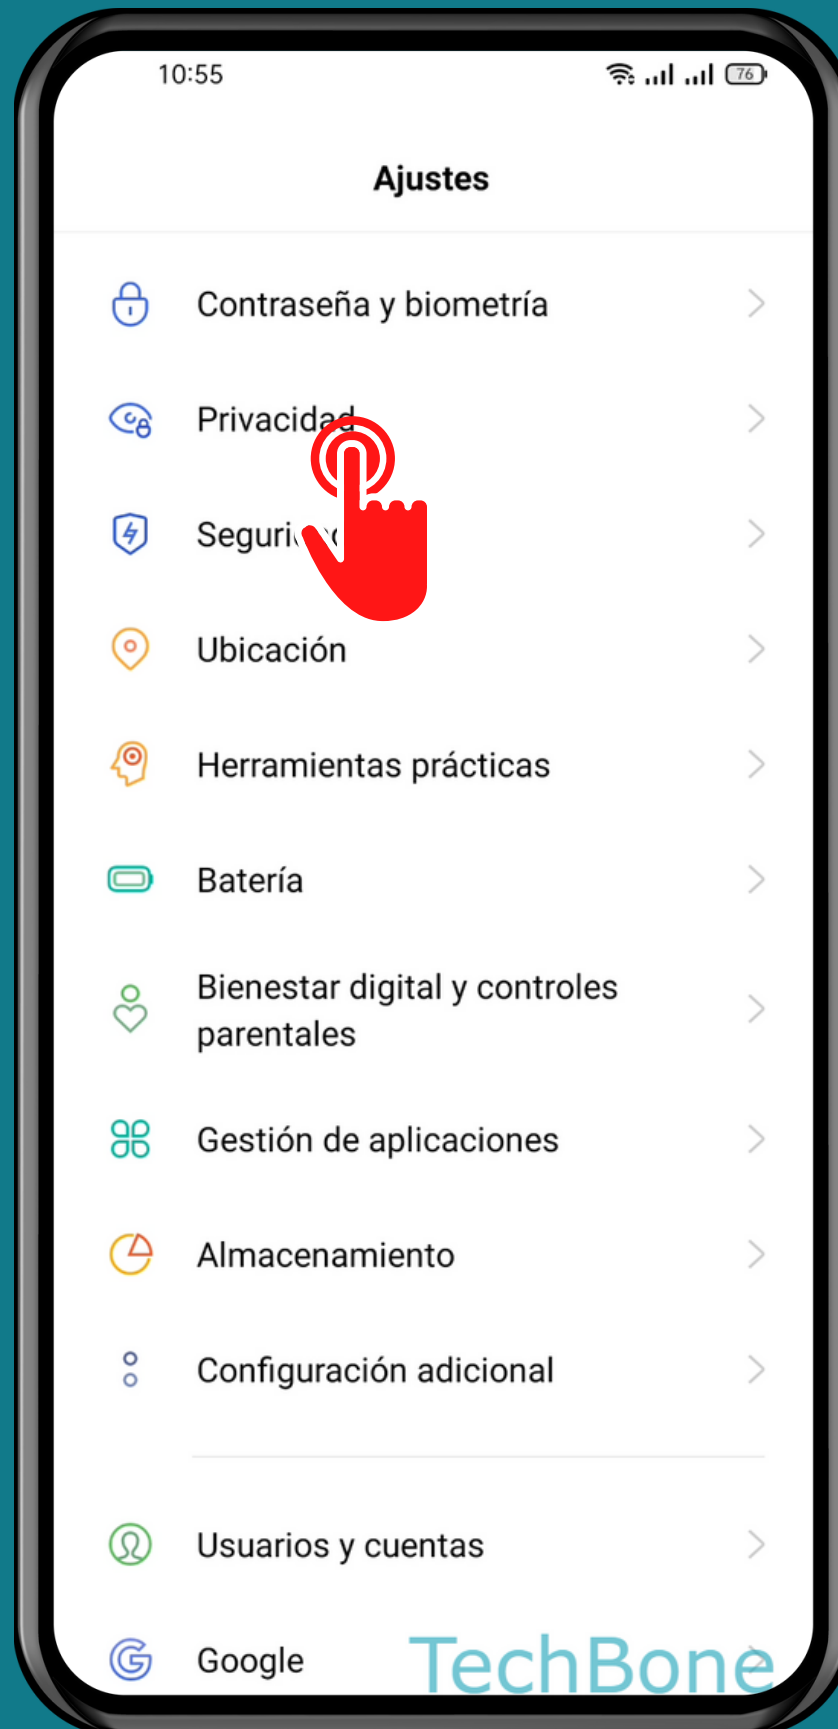 10:55
76
Ajustes
Contraseña y biometría
Privacidad
Ubicación
Herramientas prácticas
Batería
Bienestar digital y controles
parentales
Gestión de aplicaciones
Almacenamiento
Configuración adicional
Usuarios y cuentas
Google
TechBone